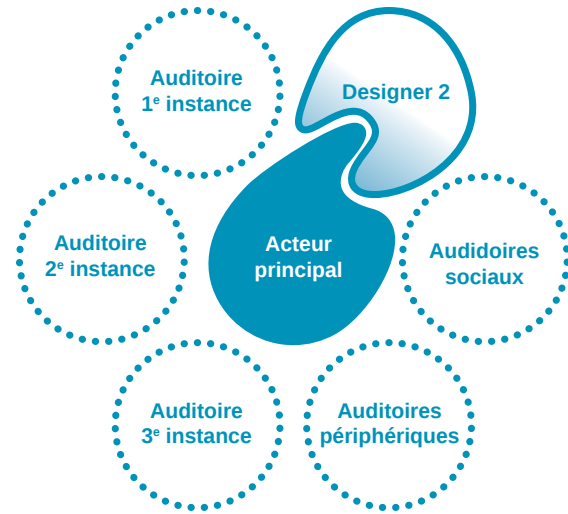 Auditoire
1e instance
Designer 2
Auditoire
2e instance
Acteur
principal
Audidoires
sociaux
Auditoire
3e instance
Auditoires
périphériques